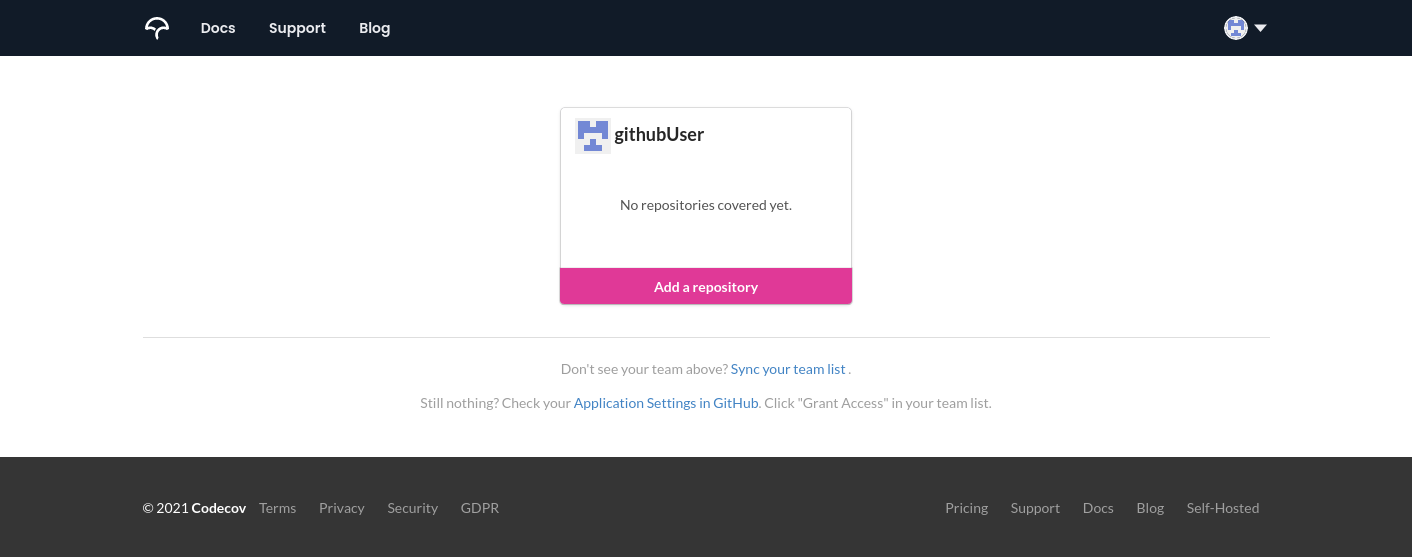 Docs Support Blog
githubUser
No repositories covered yet.
Add a repository
Don't see your team above? Sync your team list .
Still nothing? Check your Application Settings in GitHub. Click "Grant Access" in your team list.
© 2021 Codecov Terms Privacy Security GDPR Pricing Support Docs Blog Self-Hosted